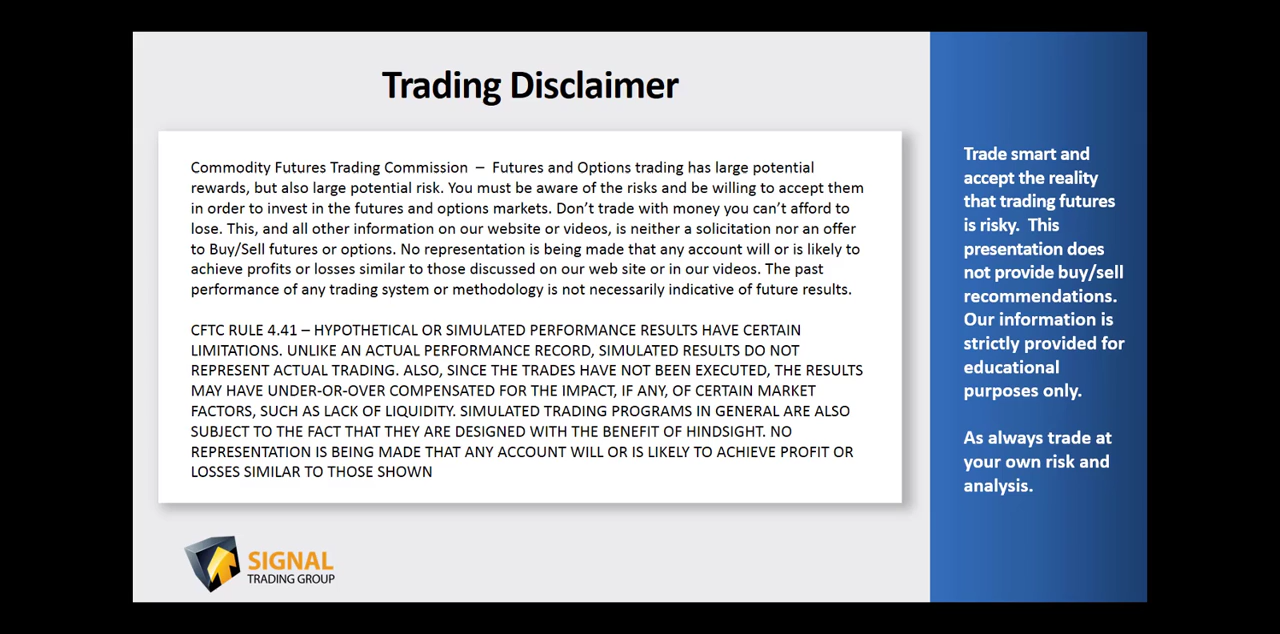 Trading Disclaimer
Commodity Futures Trading Commission – Futures and Options trading has large potential
rewards, but also large potential risk. You must be aware of the risks and be willing to accept them
in order to invest in the futures and options markets. Don’t trade with money you can’t afford to
lose. This, and all other information on our website or videos, is neither a solicitation nor an offer
to Buy/Sell futures or options. No representation is being made that any account will or is likely to
achieve profits or losses similar to those discussed on our web site or in our videos. The past
performance of any trading system or methodology is not necessarily indicative of future results.
CFTC RULE 4.41 – HYPOTHETICAL OR SIMULATED PERFORMANCE RESULTS HAVE CERTAIN
LIMITATIONS. UNLIKE AN ACTUAL PERFORMANCE RECORD, SIMULATED RESULTS DO NOT
REPRESENT ACTUAL TRADING. ALSO, SINCE THE TRADES HAVE NOT BEEN EXECUTED, THE RESULTS
MAY HAVE UNDER-OR-OVER COMPENSATED FOR THE IMPACT, IF ANY, OF CERTAIN MARKET
FACTORS, SUCH AS LACK OF LIQUIDITY. SIMULATED TRADING PROGRAMS IN GENERAL ARE ALSO
SUBJECT TO THE FACT THAT THEY ARE DESIGNED WITH THE BENEFIT OF HINDSIGHT. NO
REPRESENTATION IS BEING MADE THAT ANY ACCOUNT WILL OR IS LIKELY TO ACHIEVE PROFIT OR
LOSSES SIMILAR TO THOSE SHOWN
SIGNAL
TRADING GROUP
Trade smart and
accept the reality
that trading futures
is risky. This
presentation does
not provide buy/sell
recommendations.
Our information is
strictly provided for
educational
purposes only.
As always trade at
your own risk and
analysis.